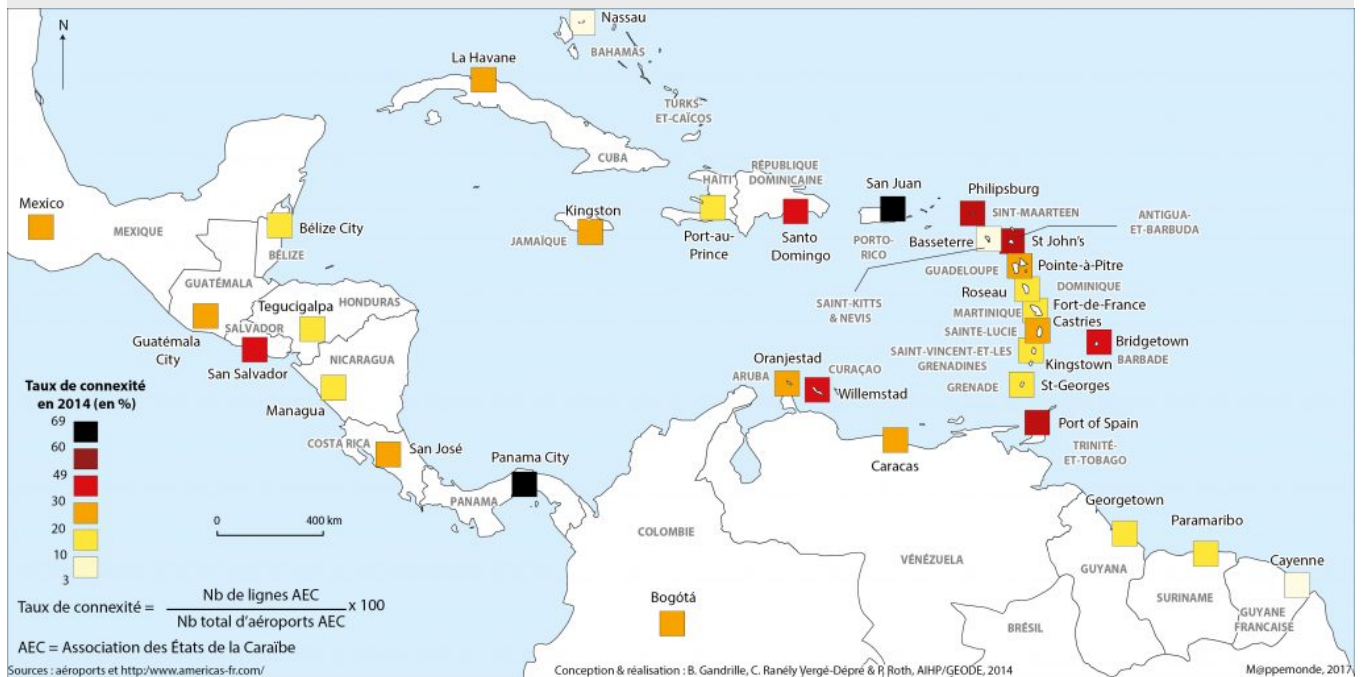 N
Nassau
BAHAMAS
La Havane
TURKS-
ET-CAÏCOS
CUBA
RÉPUBLIQUE
DOMINICAINE
HAÏTI
San Juan
Philipsburg
SINT-MAARTEEN
ANTIGUA-
ET-BARBUDA
Mexico
MEXIQUE
Bélize City
BÉLIZE
Kingston
JAMAÏQUE
Port-au-
Prince
Santo
Domingo
PORTO-
RICO
Basseterre
St John's
GUADELOUPE
Pointe-à-Pitre
DOMINIQUE
Roseau
SAINT-KITTS
& NEVIS
MARTINIQUE
Fort-de-France
SAINTE-LUCIE
Castries
GUATÉMALA
Tegucigalpa
HONDURAS
SALVADOR
Guatémala
City
San Salvador
NICARAGUA
Managua
SAINT-VINCENT-ET-LES
GRENADINES
Kingstown
Bridgetown
BARBADE
Oranjestad
ARUBA
CURAÇAO
Willemstad
GRENADE
St-Georges
Port of Spain
TRINITÉ-
ET-TOBAGO
COSTA RICA
San José
Panama City
PANAMA
Caracas
COLOMBIE
VÉNÉZUELA
Georgetown
Paramaribo
Cayenne
GUYANA
SURINAME
GUYANE
FRANCAISE
BRÉSIL
Bogótá
Taux de connexité
en 2014 (en %)
69
60
49
30
20
10
3
0 400 km
Taux de connexité = Nb de lignes AEC x 100
Nb total d'aéroports AEC
AEC = Association des États de la Caraïbe
Sources : aéroports et http:/www.americas-fr.com/
Conception & réalisation : B. Gandrille, C. Ranély Vergé-Dépré & P. Roth, AIHP/GEODE, 2014
M@ppemonde, 2017